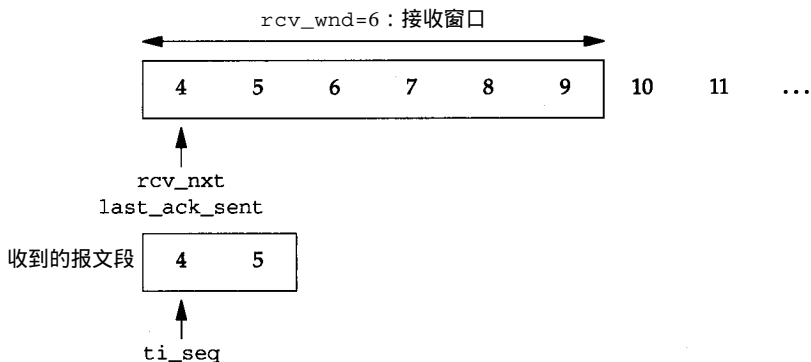 rcv_wnd=6：接收窗口
4 5 6 7 8 9 10 11 ...
rcv_nxt
last_ack_sent
收到的报文段 4 5
ti_seq